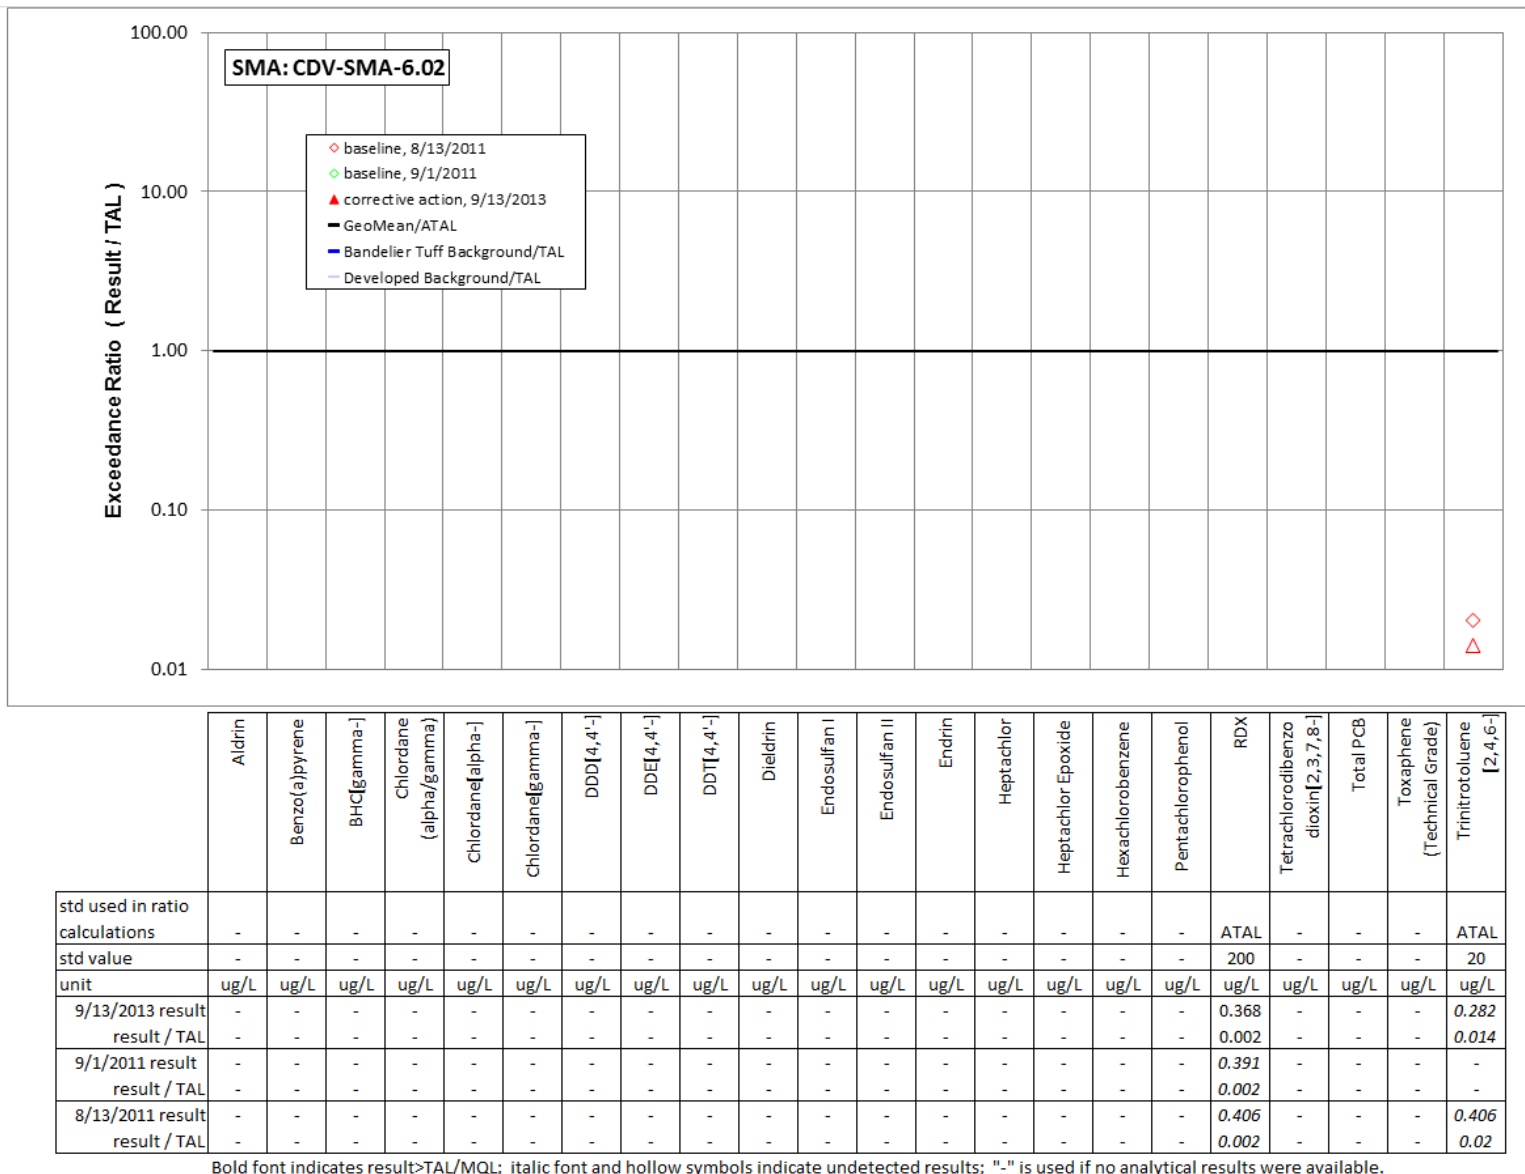 100.00
SMA: CDV-SMA-6.02
baseline, 8/13/2011
baseline, 9/1/2011
corrective action, 9/13/2013
GeoMean/ATAL
Bandelier Tuff Background/TAL
Developed Background/TAL
10.00
1.00
0.10
0.01
Exceedance Ratio ( Result / TAL )
Aldrin
Benzo(a)pyrene
BHC[gamma-]
Chlordane
(alpha/gamma)
Chlordane[alpha-]
Chlordane[gamma-]
DDD[4,4'-]
DDE[4,4'-]
DDT[4,4'-]
Dieldrin
Endosulfan I
Endosulfan II
Endrin
Heptachlor
Heptachlor Epoxide
Hexachlorobenzene
Pentachlorophenol
RDX
Tetrachlorodibenzo
dioxin[2,3,7,8-]
Total PCB
Toxaphene
(Technical Grade)
Trinitrotoluene
[2,4,6-]
std used in ratio
calculations - - - - - - - - - - - - - - - - - ATAL - - - ATAL
std value - - - - - - - - - - - - - - - - - 200 - - - 20
unit ug/L ug/L ug/L ug/L ug/L ug/L ug/L ug/L ug/L ug/L ug/L ug/L ug/L ug/L ug/L ug/L ug/L ug/L ug/L ug/L ug/L ug/L
9/13/2013 result - - - - - - - - - - - - - - - - - 0.368 - - - 0.282
result / TAL - - - - - - - - - - - - - - - - - 0.002 - - - 0.014
9/1/2011 result - - - - - - - - - - - - - - - - - 0.391 - - - -
result / TAL - - - - - - - - - - - - - - - - - 0.002 - - - -
8/13/2011 result - - - - - - - - - - - - - - - - - 0.406 - - - 0.406
result / TAL - - - - - - - - - - - - - - - - - 0.002 - - - 0.02
Bold font indicates result>TAL/MQL; italic font and hollow symbols indicate undetected results; "-" is used if no analytical results were available.